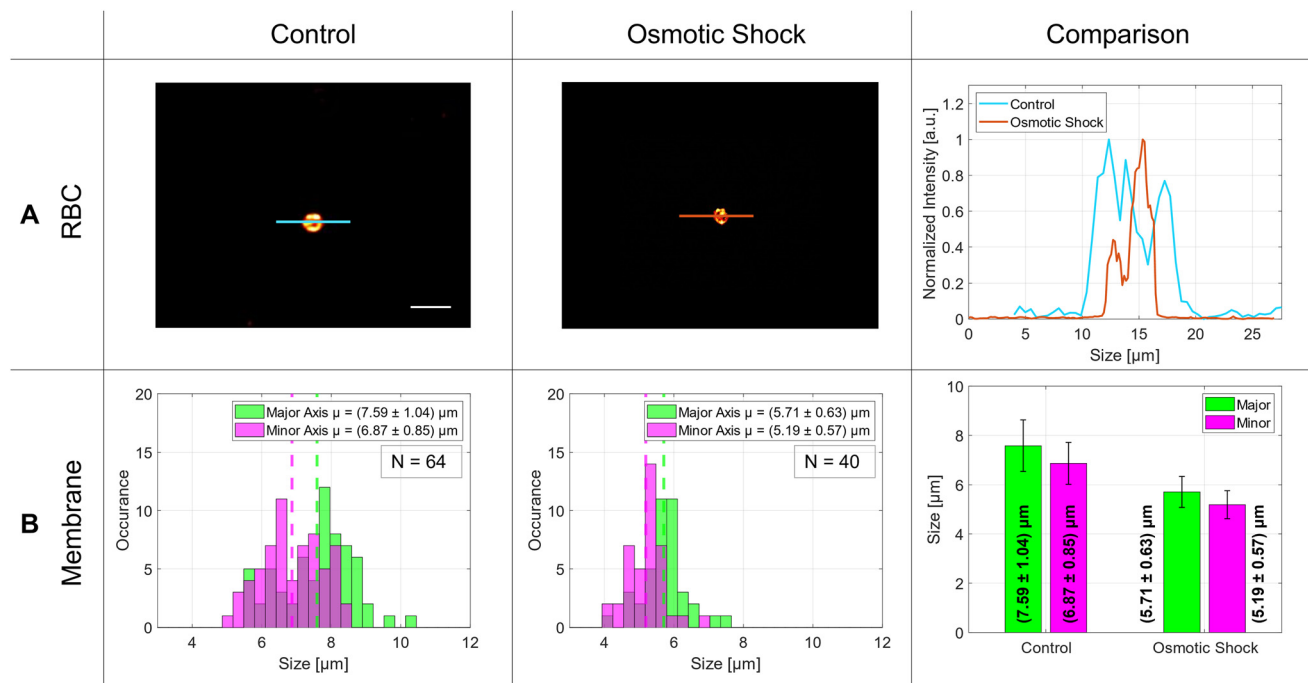 Control
Osmotic Shock
Comparison
A
RBC
Normalized Intensity [a.u.]
1.2
1
0.8
0.6
0.4
0.2
0
Control
Osmotic Shock
0 5 10 15 20 25
Size [µm]
B
Membrane
Occurance
20
15
10
5
0
Major Axis µ = (7.59 ± 1.04) µm
Minor Axis µ = (6.87 ± 0.85) µm
N = 64
4 6 8 10 12
Size [µm]
Occurance
20
15
10
5
0
Major Axis µ = (5.71 ± 0.63) µm
Minor Axis µ = (5.19 ± 0.57) µm
N = 40
4 6 8 10 12
Size [µm]
Size [µm]
10
8
6
4
2
0
Major
Minor
(7.59 ± 1.04) µm
(6.87 ± 0.85) µm
(5.71 ± 0.63) µm
(5.19 ± 0.57) µm
Control
Osmotic Shock